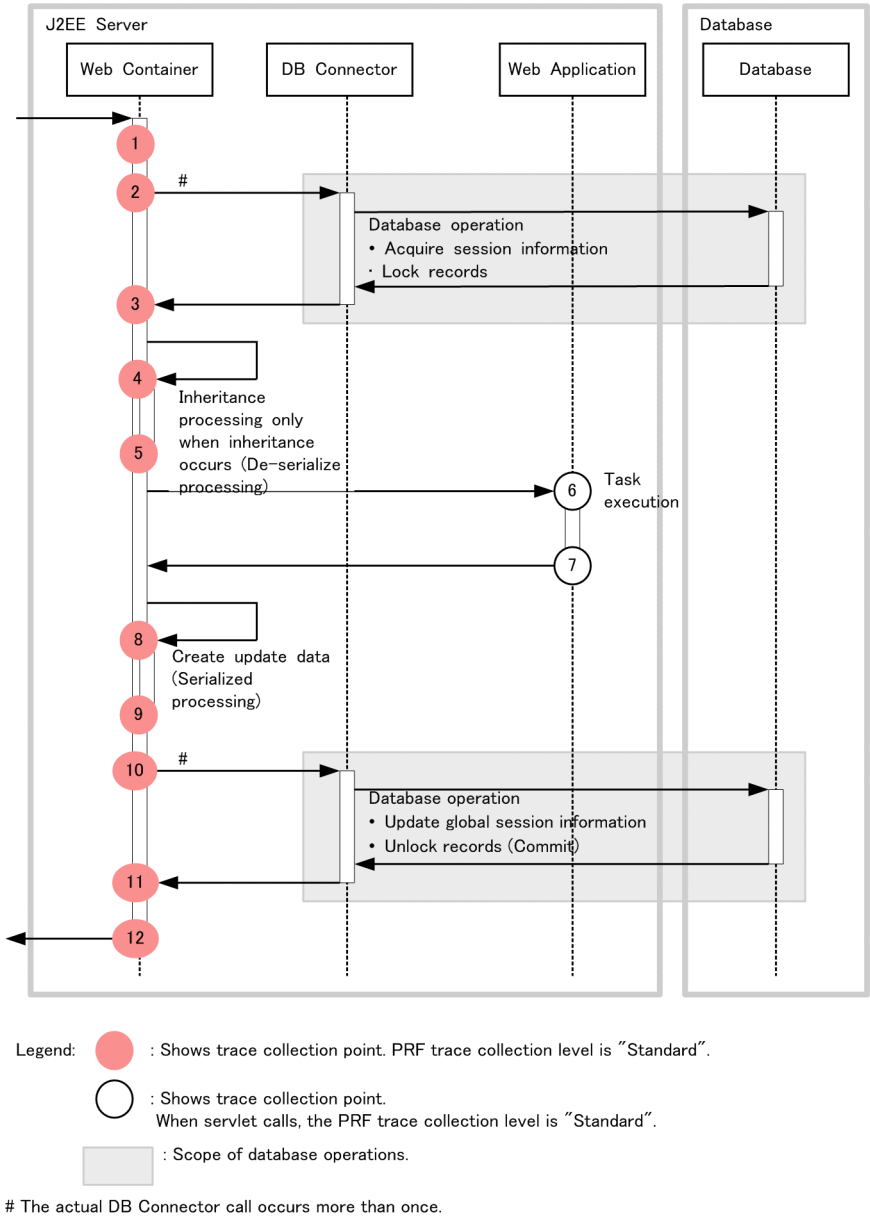 J2EE Server
Database
Web Container
DB Connector
Web Application
Database
1
2
#
Database operation
• Acquire session information
· Lock records
3
4
Inheritance
processing only
when inheritance
occurs (De-serialize
processing)
5
6
Task
execution
7
8
Create update data
(Serialized
processing)
9
10
#
Database operation
• Update global session information
• Unlock records (Commit)
11
12
Legend:
: Shows trace collection point. PRF trace collection level is "Standard".
: Shows trace collection point.
When servlet calls, the PRF trace collection level is "Standard".
: Scope of database operations.
# The actual DB Connector call occurs more than once.